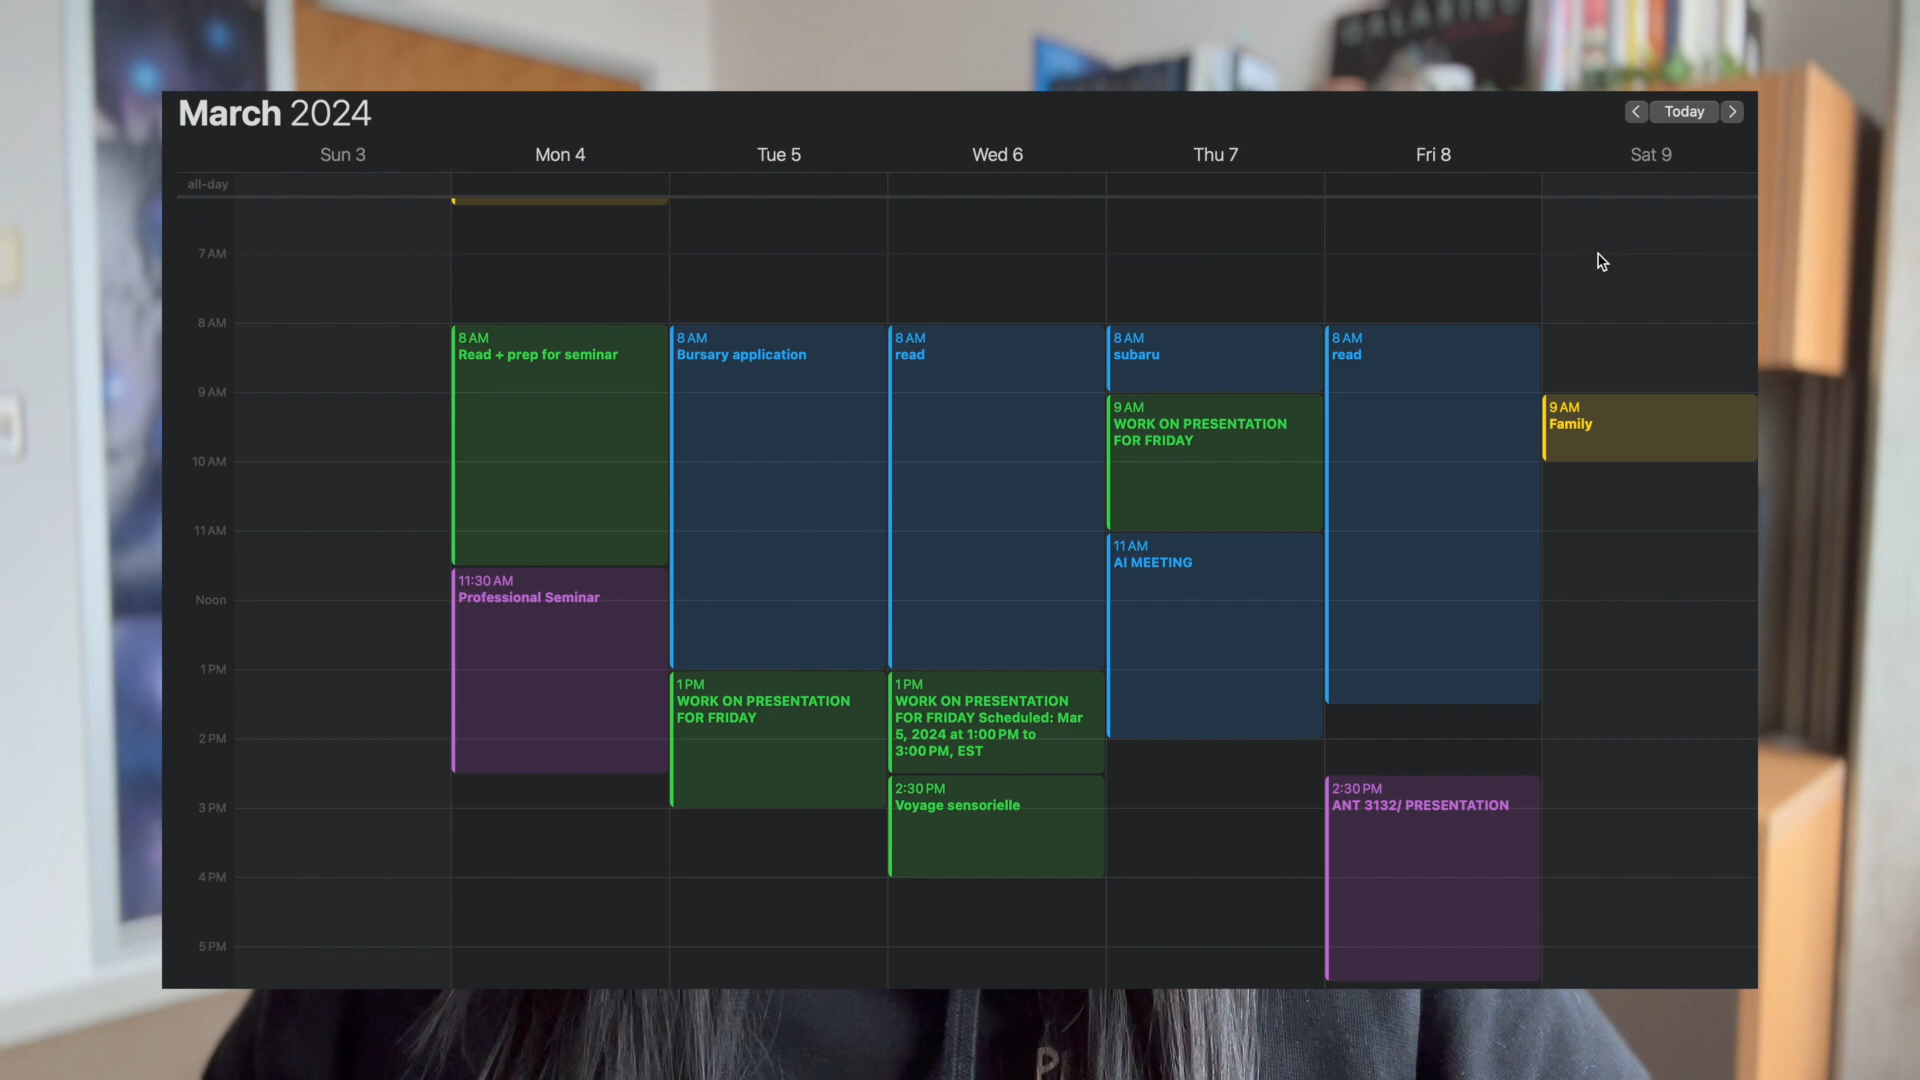 GALAXIES
March 2024
Today
Sun 3
Mon 4
Tue 5
Wed 6
Thu 7
Fri 8
Sat 9
all-day
7 AM
8 AM
9 AM
10 AM
11 AM
Noon
1 PM
2 PM
3 PM
4 PM
5 PM
8 AM
Read + prep for seminar
11:30 AM
Professional Seminar
8 AM
Bursary application
1 PM
WORK ON PRESENTATION
FOR FRIDAY
8 AM
read
1 PM
WORK ON PRESENTATION
FOR FRIDAY Scheduled: Mar
5, 2024 at 1:00 PM to
3:00 PM, EST
2:30 PM
Voyage sensorielle
8 AM
subaru
9 AM
WORK ON PRESENTATION
FOR FRIDAY
11 AM
AI MEETING
8 AM
read
2:30 PM
ANT 3132/ PRESENTATION
9 AM
Family